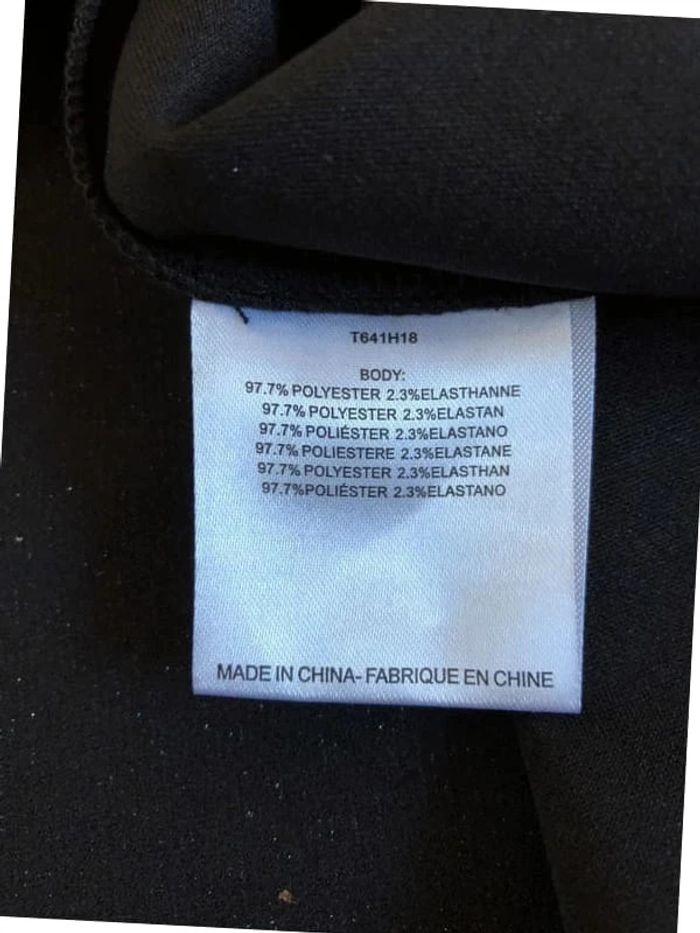 T641H18
BODY:
97.7% POLYESTER 2.3%ELASTHANNE
97.7% POLYESTER 2.3%ELASTAN
97.7% POLIÉSTER 2.3%ELASTANO
97.7% POLIESTERE 2.3%ELASTANE
97.7% POLYESTER 2.3%ELASTHAN
97.7%POLIÉSTER 2.3%ELASTANO
MADE IN CHINA- FABRIQUE EN CHINE